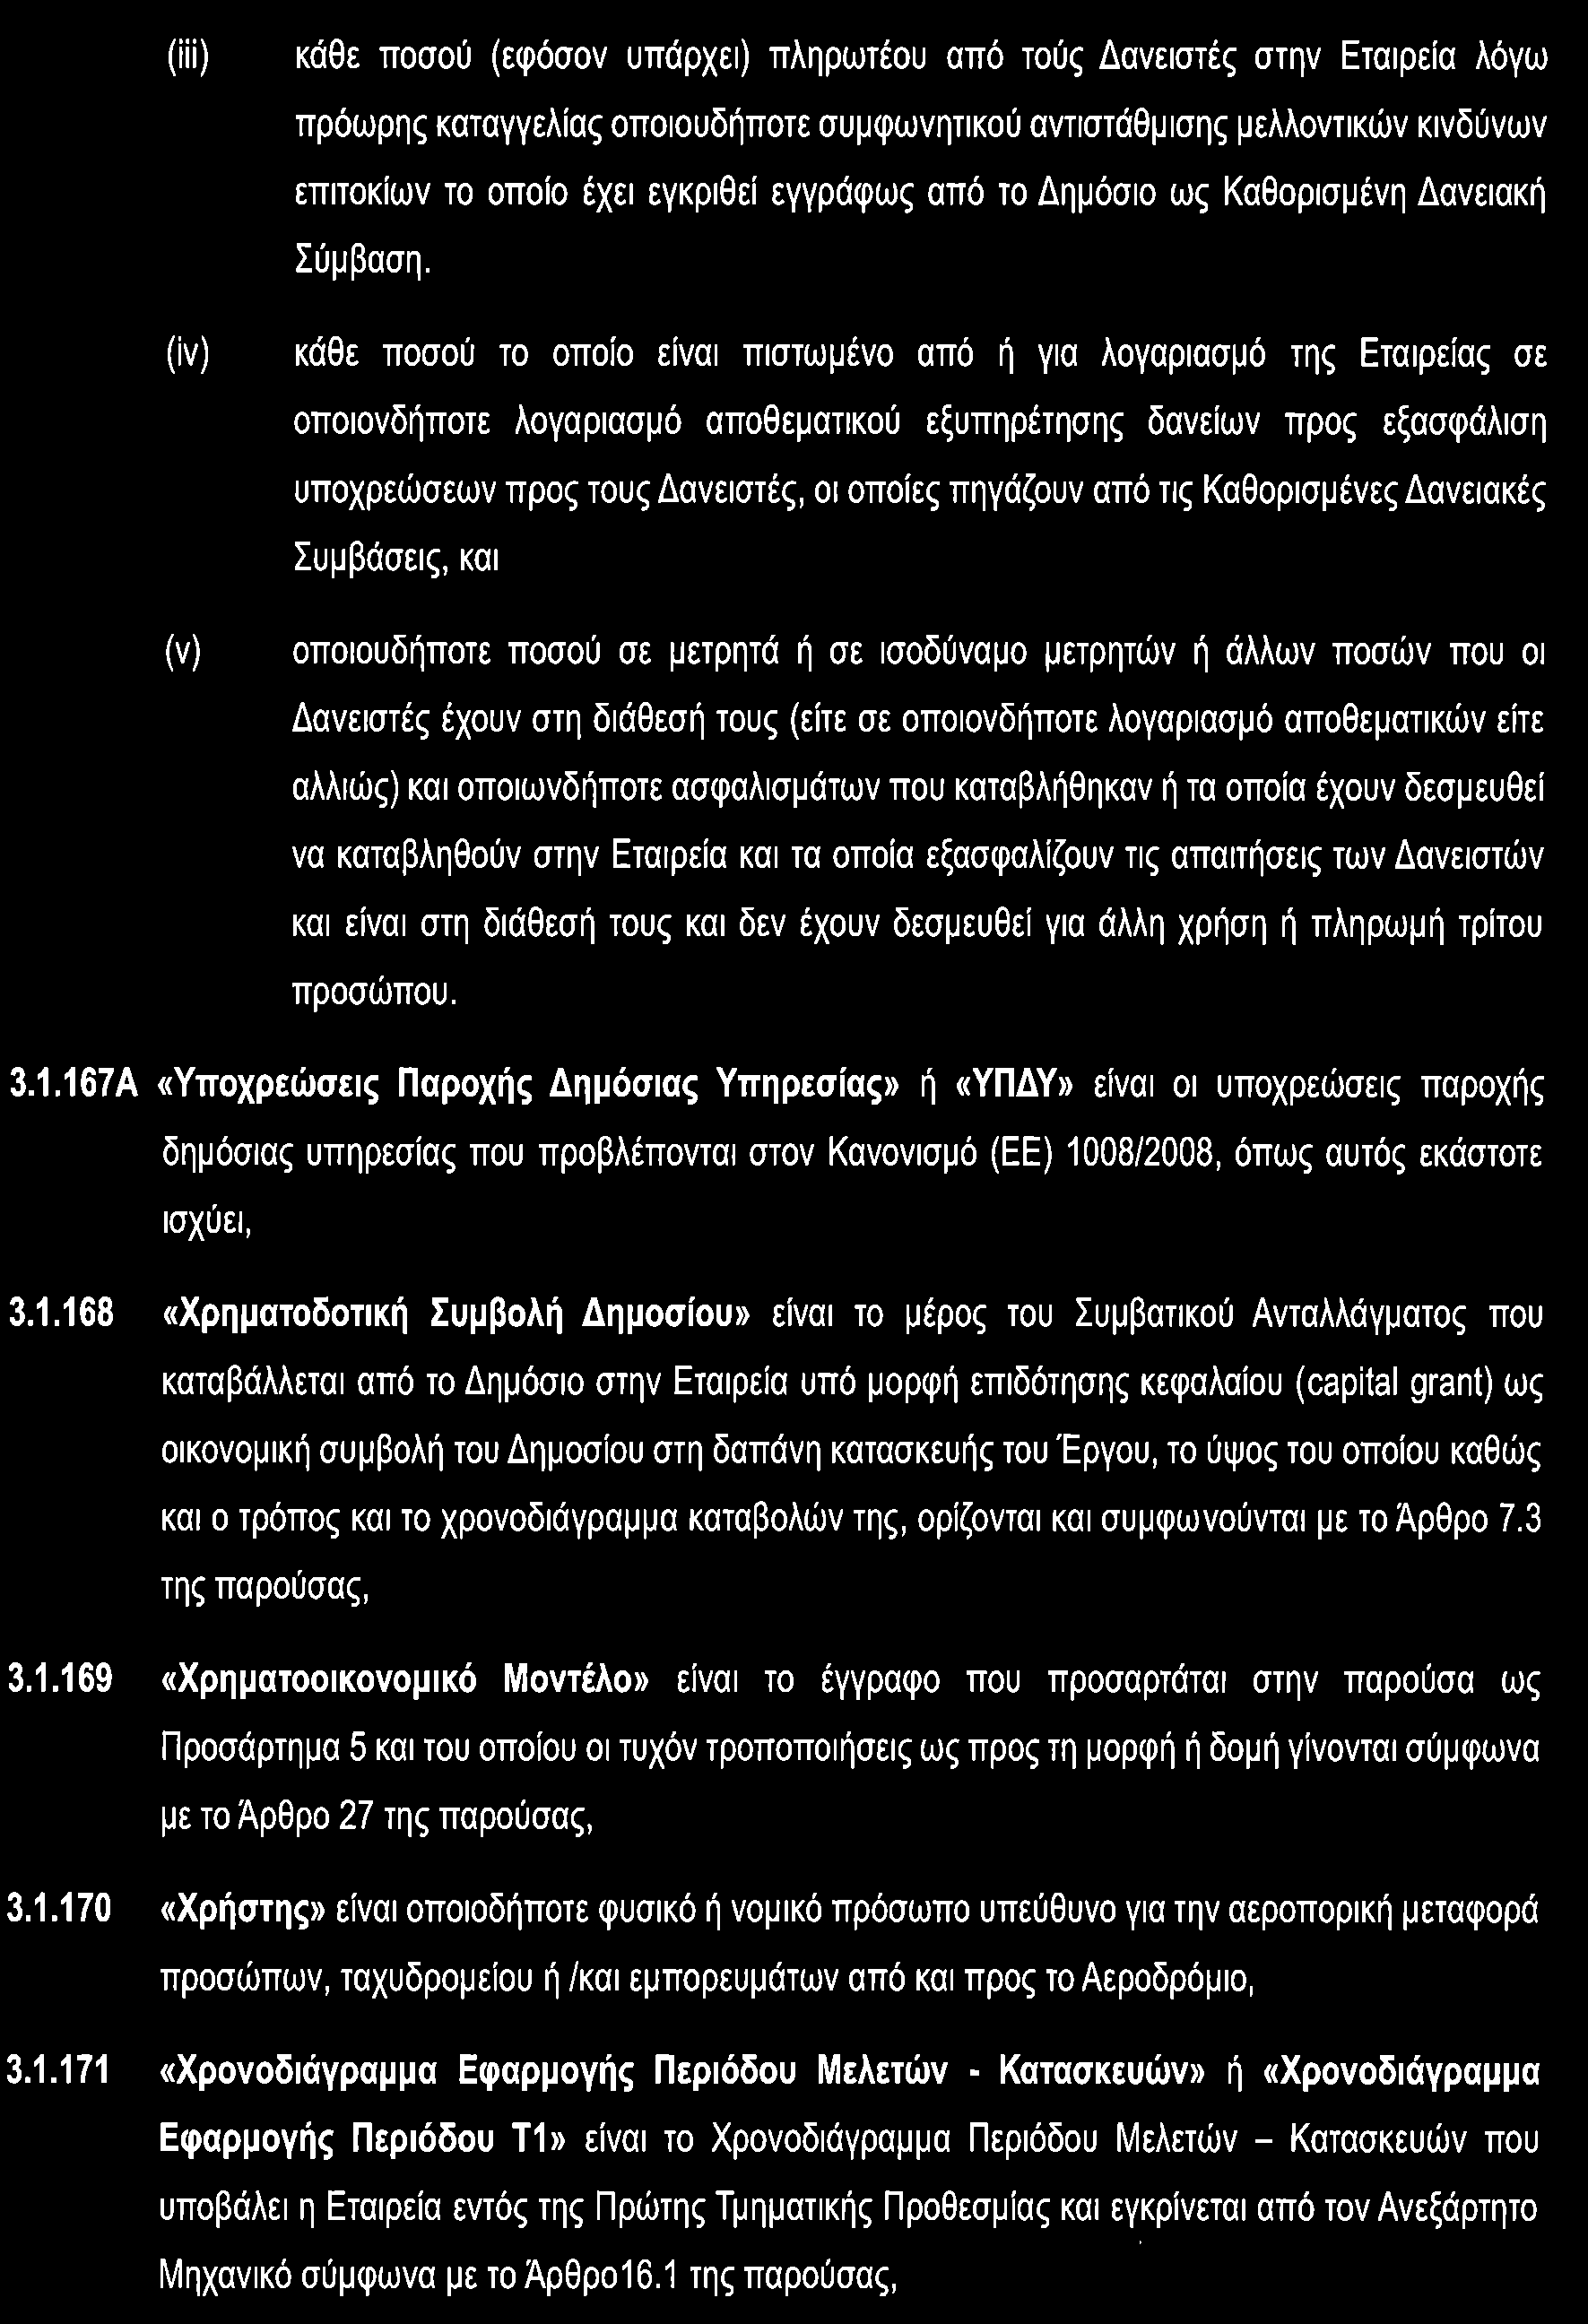 (iii) κάθε ποσού (εφόσον υπάρχει) πληρωτέου από τούς Δανειστές στην Εταιρεία λόγω
πρόωρης καταγγελίας οποιουδήποτε συμφωνητικού αντιστάθμισης μελλοντικών κινδύνων
επιτοκίων το οποίο έχει εγκριθεί εγγράφως από το Δημόσιο ως Καθορισμένη Δανειακή
Σύμβαση.
(iv) κάθε ποσού το οποίο είναι πιστωμένο από ή για λογαριασμό της Εταιρείας σε
οποιονδήποτε λογαριασμό αποθεματικού εξυπηρέτησης δανείων προς εξασφάλιση
υποχρεώσεων προς τους Δανειστές, οι οποίες πηγάζουν από τις Καθορισμένες Δανειακές
Συμβάσεις, και
(v) οποιουδήποτε ποσού σε μετρητά ή σε ισοδύναμο μετρητών ή άλλων ποσών που οι
Δανειστές έχουν στη διάθεσή τους (είτε σε οποιονδήποτε λογαριασμό αποθεματικών είτε
αλλιώς) και οποιωνδήποτε ασφαλισμάτων που καταβλήθηκαν ή τα οποία έχουν δεσμευθεί
να καταβληθούν στην Εταιρεία και τα οποία εξασφαλίζουν τις απαιτήσεις των Δανειστών
και είναι στη διάθεσή τους και δεν έχουν δεσμευθεί για άλλη χρήση ή πληρωμή τρίτου
προσώπου.
3.1.167Α «Υποχρεώσεις Παροχής Δημόσιας Υπηρεσίας» ή «ΥΠΔΥ» είναι οι υποχρεώσεις παροχής
δημόσιας υπηρεσίας που προβλέπονται στον Κανονισμό (ΕΕ) 1008/2008, όπως αυτός εκάστοτε
ισχύει,
3.1.168 «Χρηματοδοτική Συμβολή Δημοσίου» είναι το μέρος του Συμβατικού Ανταλλάγματος που
καταβάλλεται από το Δημόσιο στην Εταιρεία υπό μορφή επιδότησης κεφαλαίου (capital grant) ως
οικονομική συμβολή του Δημοσίου στη δαπάνη κατασκευής του Έργου, το ύψος του οποίου καθώς
και ο τρόπος και το χρονοδιάγραμμα καταβολών της, ορίζονται και συμφωνούνται με το Άρθρο 7.3
της παρούσας,
3.1.169 «Χρηματοοικονομικό Μοντέλο» είναι το έγγραφο που προσαρτάται στην παρούσα ως
Προσάρτημα 5 και του οποίου οι τυχόν τροποποιήσεις ως προς τη μορφή ή δομή γίνονται σύμφωνα
με το Άρθρο 27 της παρούσας,
3.1.170 «Χρήστης» είναι οποιοδήποτε φυσικό ή νομικό πρόσωπο υπεύθυνο για την αεροπορική μεταφορά
προσώπων, ταχυδρομείου ή /και εμπορευμάτων από και προς το Αεροδρόμιο,
3.1.171 «Χρονοδιάγραμμα Εφαρμογής Περιόδου Μελετών - Κατασκευών» ή «Χρονοδιάγραμμα
Εφαρμογής Περιόδου Τ1» είναι το Χρονοδιάγραμμα Περιόδου Μελετών – Κατασκευών που
υποβάλει η Εταιρεία εντός της Πρώτης Τμηματικής Προθεσμίας και εγκρίνεται από τον Ανεξάρτητο
Μηχανικό σύμφωνα με το Άρθρο16.1 της παρούσας,